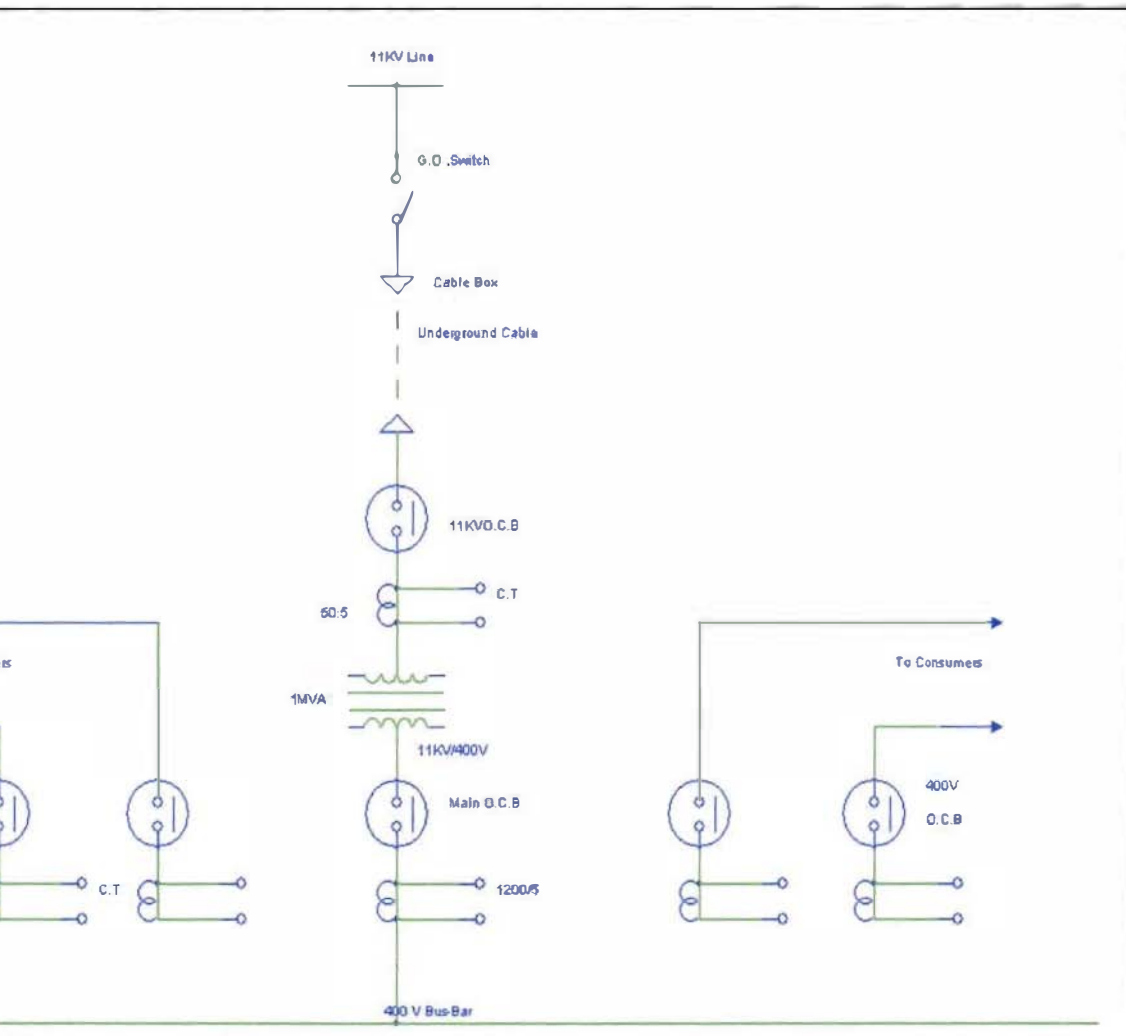 11KV Line
G.O .Switch
Cable Box
Underground Cable
11KVO.C.B
C.T
50:5
To Consumers
1MVA
11KV/400V
400V
Main O.C.B
O.C.B
C.T
1200/5
400 V Bus-Bar